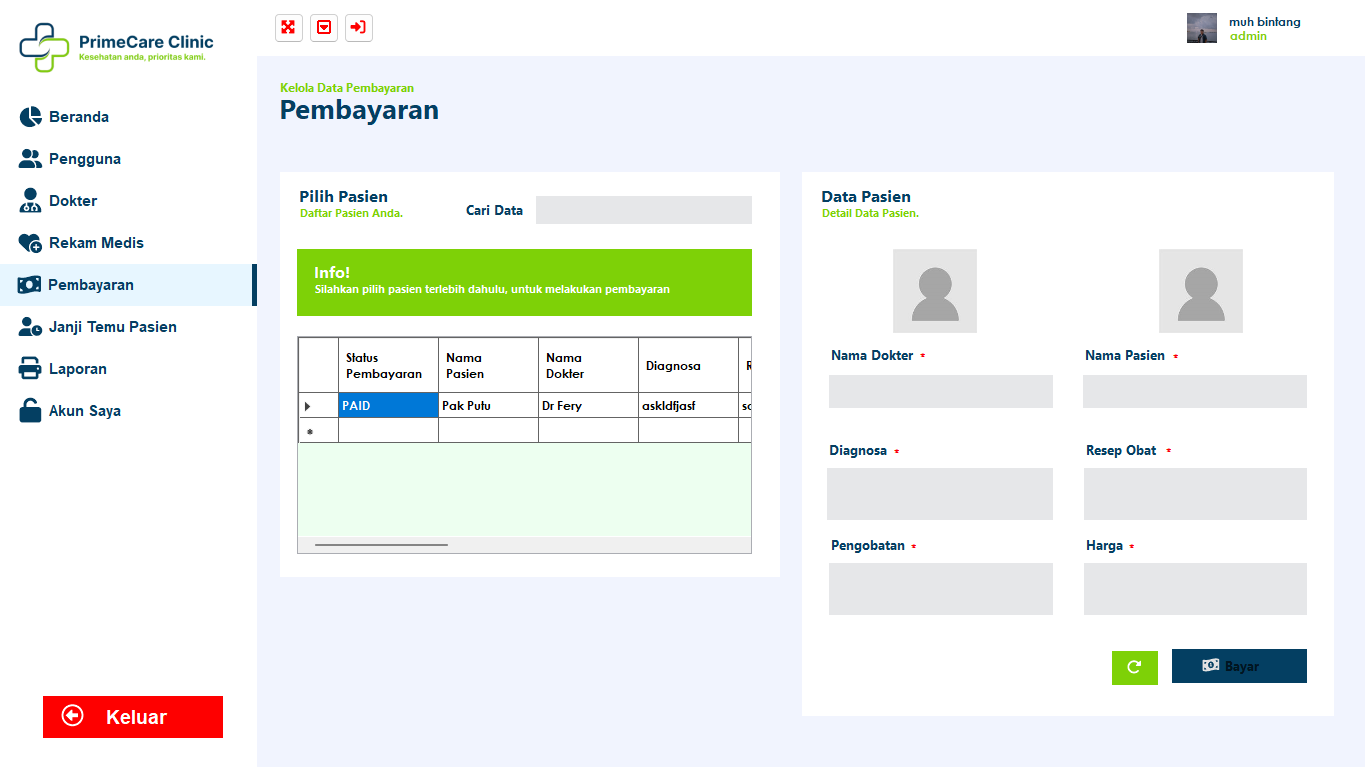 PrimeCare Clinic
Kesehatan anda, prioritas kami.
Beranda
Pengguna
Dokter
Rekam Medis
Pembayaran
Janji Temu Pasien
Laporan
Akun Saya
Keluar
muh bintang
admin
Kelola Data Pembayaran
Pembayaran
Pilih Pasien
Daftar Pasien Anda.
Cari Data
Info!
Silahkan pilih pasien terlebih dahulu, untuk melakukan pembayaran
Status Pembayaran
Nama Pasien
Nama Dokter
Diagnosa
PAID
Pak Putu
Dr Fery
askldfjasf
*
Data Pasien
Detail Data Pasien.
Nama Dokter *
Nama Pasien *
Diagnosa *
Resep Obat *
Pengobatan *
Harga *
Bayar